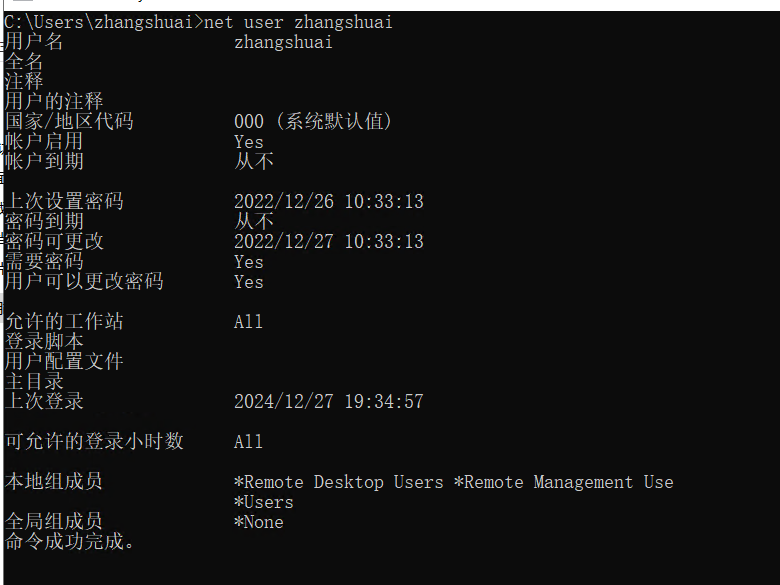 C:\Users\zhangshuai>net user zhangshuai
用户名 zhangshuai
全名
注释
用户的注释
国家/地区代码 000 (系统默认值)
帐户启用 Yes
帐户到期 从不
上次设置密码 2022/12/26 10:33:13
密码到期 从不
密码可更改 2022/12/27 10:33:13
需要密码 Yes
用户可以更改密码 Yes
允许的工作站 All
登录脚本
用户配置文件
主目录
上次登录 2024/12/27 19:34:57
可允许的登录小时数 All
本地组成员 *Remote Desktop Users *Remote Management Use
*Users
全局组成员 *None
命令成功完成。